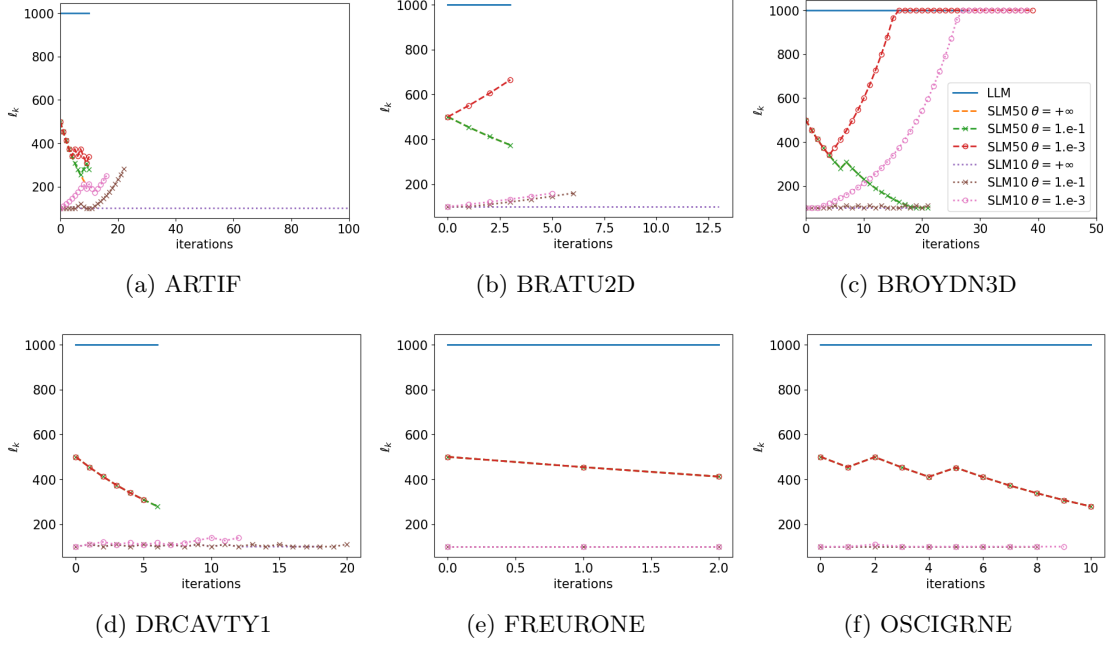 1000
800
600
400
200
ℓk
0 20 40 60 80 100
iterations
(a) ARTIF
1000
800
600
400
200
ℓk
0.0 2.5 5.0 7.5 10.0 12.5
iterations
(b) BRATU2D
1000
800
600
400
200
ℓk
LLM
SLM50 θ = +∞
SLM50 θ = 1.e-1
SLM50 θ = 1.e-3
SLM10 θ = +∞
SLM10 θ = 1.e-1
SLM10 θ = 1.e-3
0 10 20 30 40 50
iterations
(c) BROYDN3D
1000
800
600
400
200
ℓk
0 5 10 15 20
iterations
(d) DRCAVTY1
1000
800
600
400
200
ℓk
0.0 0.5 1.0 1.5 2.0
iterations
(e) FREURONE
1000
800
600
400
200
ℓk
0 2 4 6 8 10
iterations
(f) OSCIGRNE